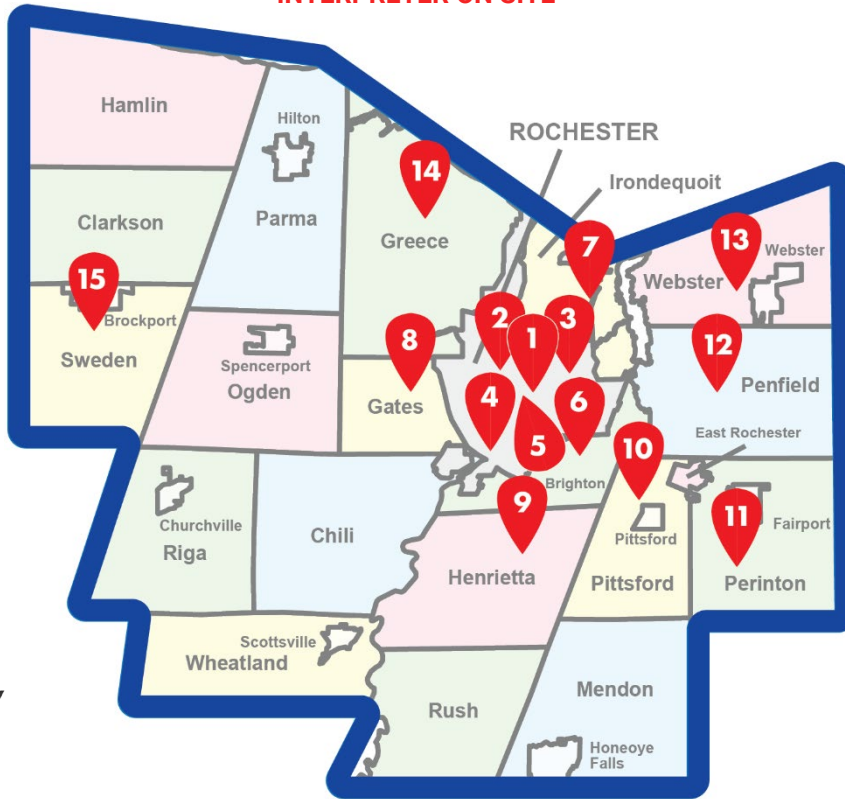 Hamlin
Hilton
ROCHESTER
14
Irondequoit
Clarkson
Parma
Greece
7
13
Webster
Webster
15
Brockport
2
1
3
Sweden
Spencerport
Ogden
8
Gates
12
Penfield
4
5
6
10
East Rochester
Brighton
9
11
Churchville
Riga
Chili
Henrietta
Pittsford
Pittsford
Fairport
Perinton
Scottsville
Wheatland
Rush
Mendon
Honeoye
Falls